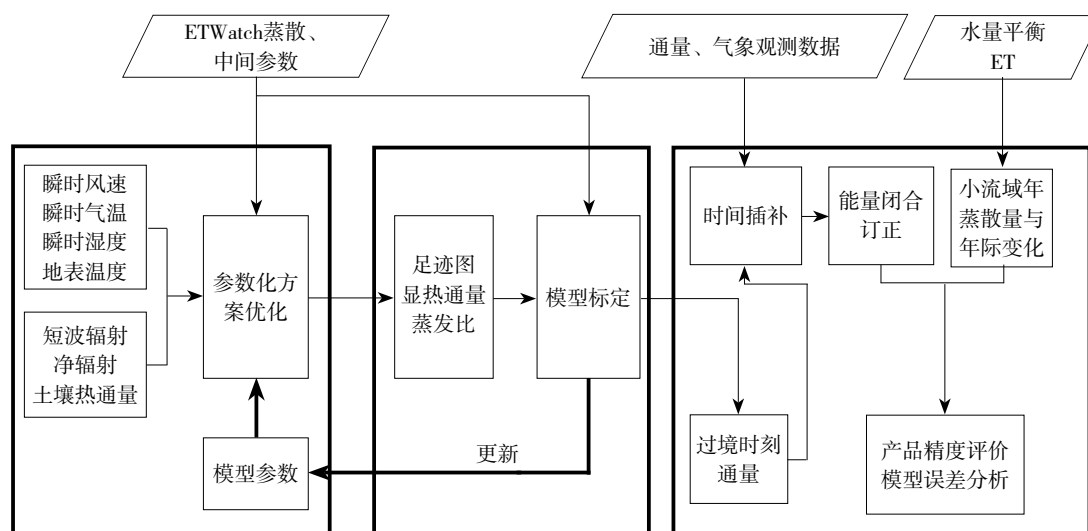 ETWatch蒸散、
中间参数
通量、气象观测数据
水量平衡
ET
瞬时风速
瞬时气温
瞬时湿度
地表温度
短波辐射
净辐射
土壤热通量
参数化方
案优化
模型参数
足迹图
显热通量
蒸发比
模型标定
更新
时间插补
能量闭合
订正
小流域年
蒸散量与
年际变化
过境时刻
通量
产品精度评价
模型误差分析